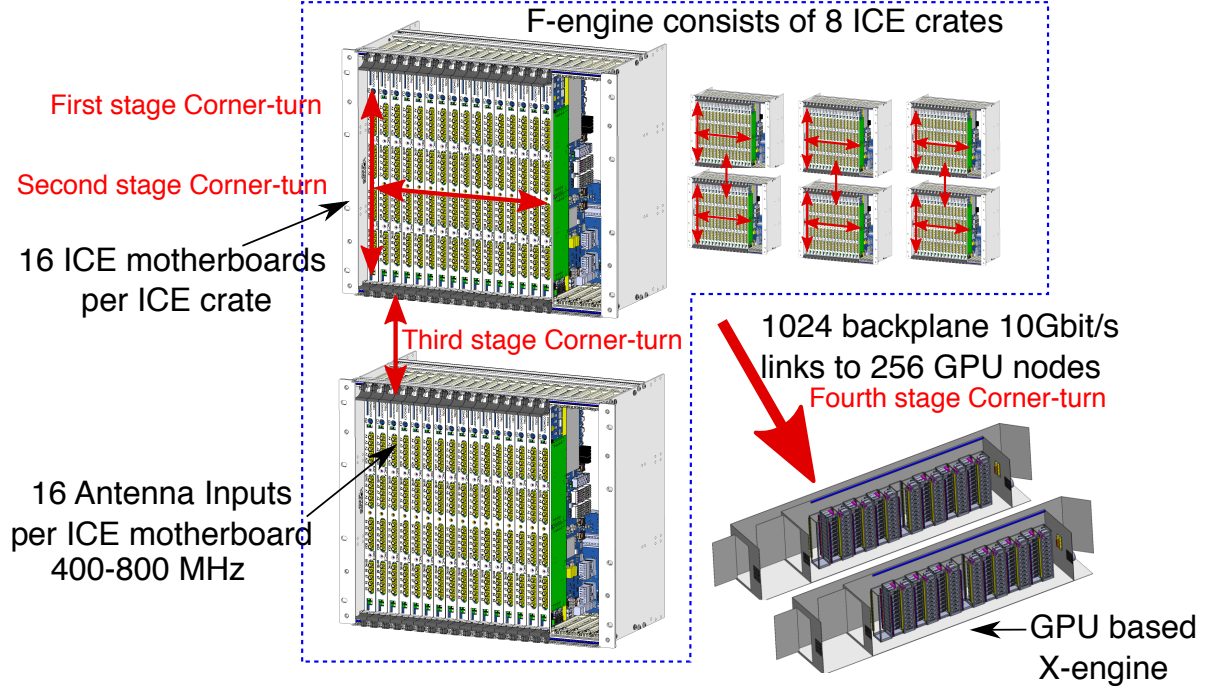 F-engine consists of 8 ICE crates
First stage Corner-turn
Second stage Corner-turn
16 ICE motherboards
per ICE crate
Third stage Corner-turn
16 Antenna Inputs
per ICE motherboard
400-800 MHz
1024 backplane 10Gbit/s
links to 256 GPU nodes
Fourth stage Corner-turn
GPU based
X-engine